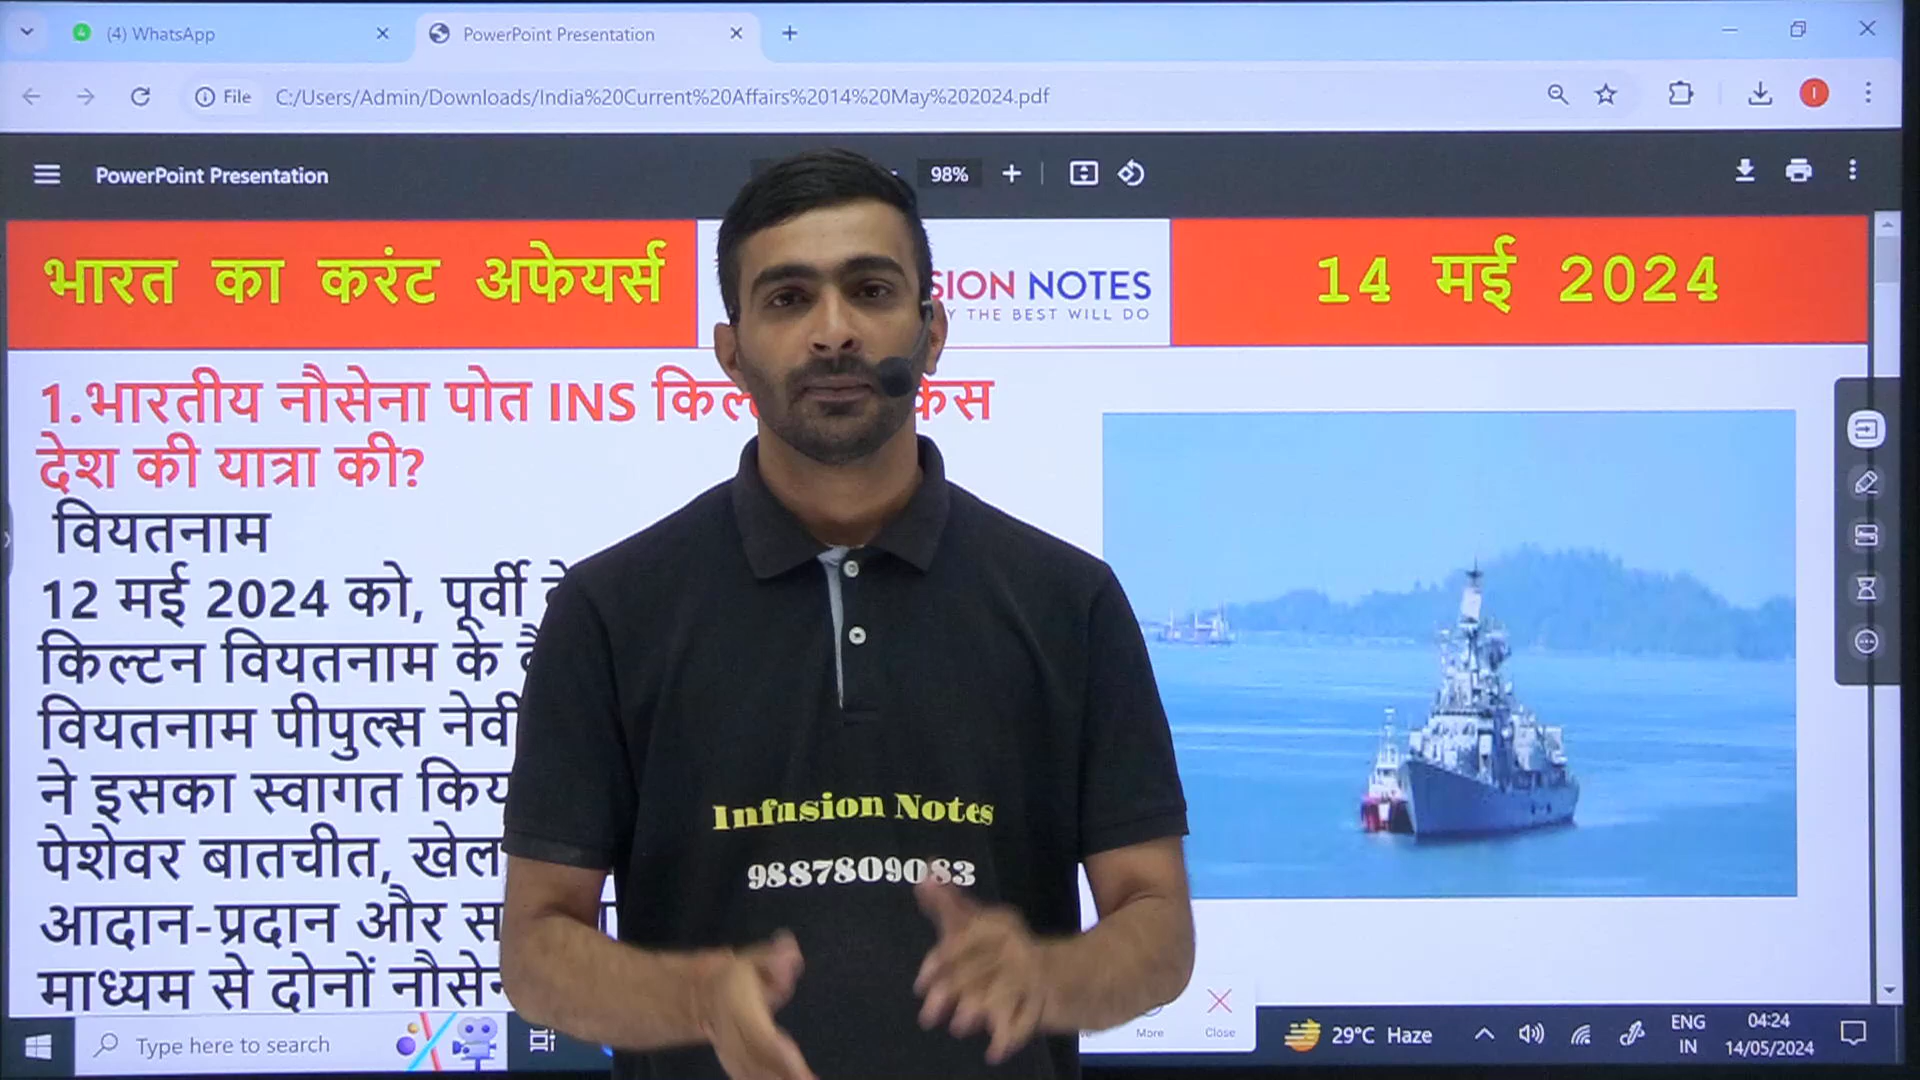 (4) WhatsApp
PowerPoint Presentation
File
C:/Users/Admin/Downloads/India%20Current%20Affairs%2014%20May%202024.pdf
PowerPoint Presentation
98%
भारत का करंट अफेयर्स
SION NOTES
Y THE BEST WILL DO
14 मई 2024
1.भारतीय नौसेना पोत INS
देश की यात्रा की?
वियतनाम
12 मई 2024 को, पूर्वी
किल्टन वियतनाम के
वियतनाम पीपुल्स नेवी
ने इसका स्वागत
पेशेवर बातचीत, खेल
आदान-प्रदान और
माध्यम से दोनों
Infusion Notes
9887809083
More
Close
Type here to search
29°C Haze
ENG
IN
04:24
14/05/2024